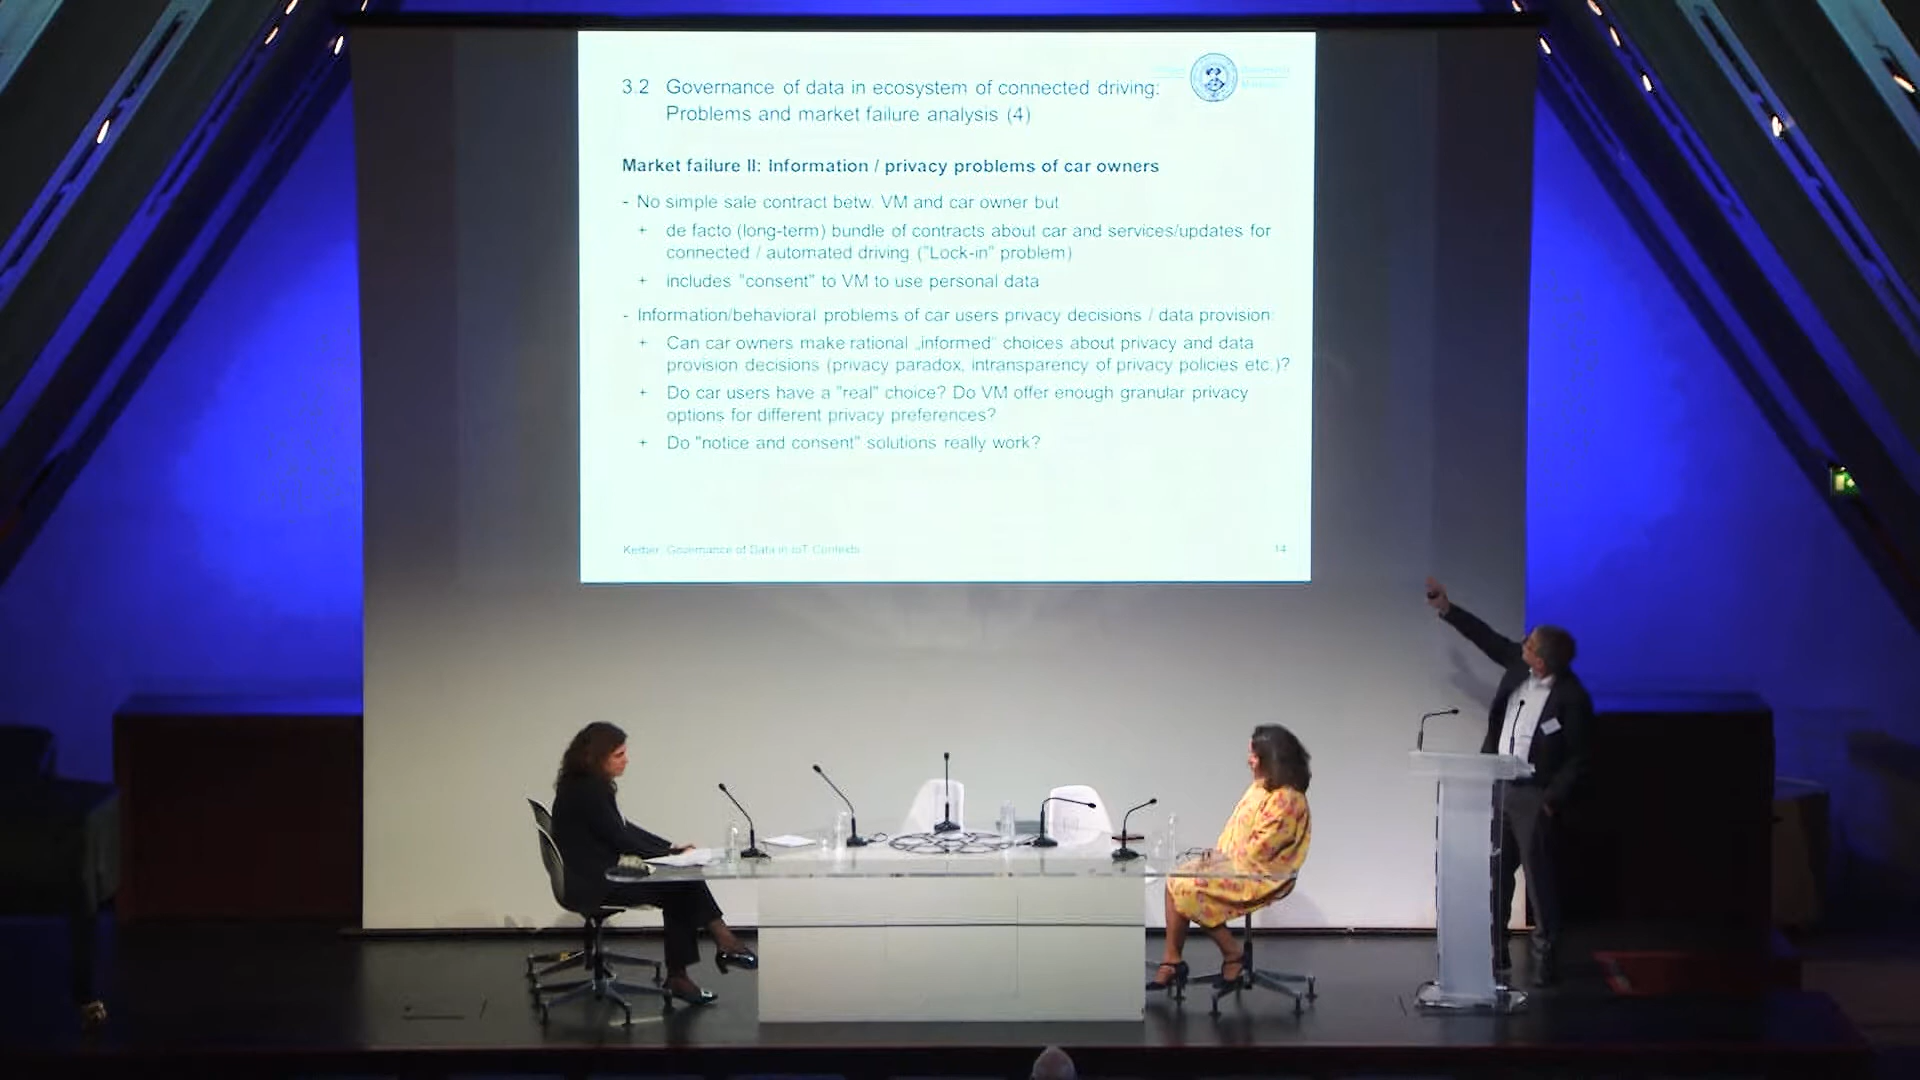 3.2 Governance of data in ecosystem of connected driving:
Problems and market failure analysis (4)
Market failure II: Information / privacy problems of car owners
- No simple sale contract betw. VM and car owner but
+ de facto (long-term) bundle of contracts about car and services/updates for
connected / automated driving ("Lock-in" problem)
+ includes "consent" to VM to use personal data
- Information/behavioral problems of car users privacy decisions / data provision:
+ Can car owners make rational „informed" choices about privacy and data
provision decisions (privacy paradox, intransparency of privacy policies etc.)?
+ Do car users have a "real" choice? Do VM offer enough granular privacy
options for different privacy preferences?
+ Do "notice and consent" solutions really work?
Kerber, Governance of Data in IoT Contexts
14